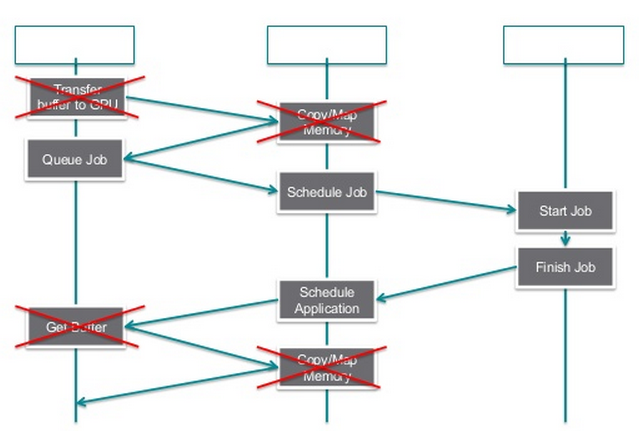 Transfer
buffer to GPU
Copy/Map
Memory
Queue Job
Schedule Job
Start Job
Finish Job
Schedule
Application
Get Buffer
Copy/Map
Memory